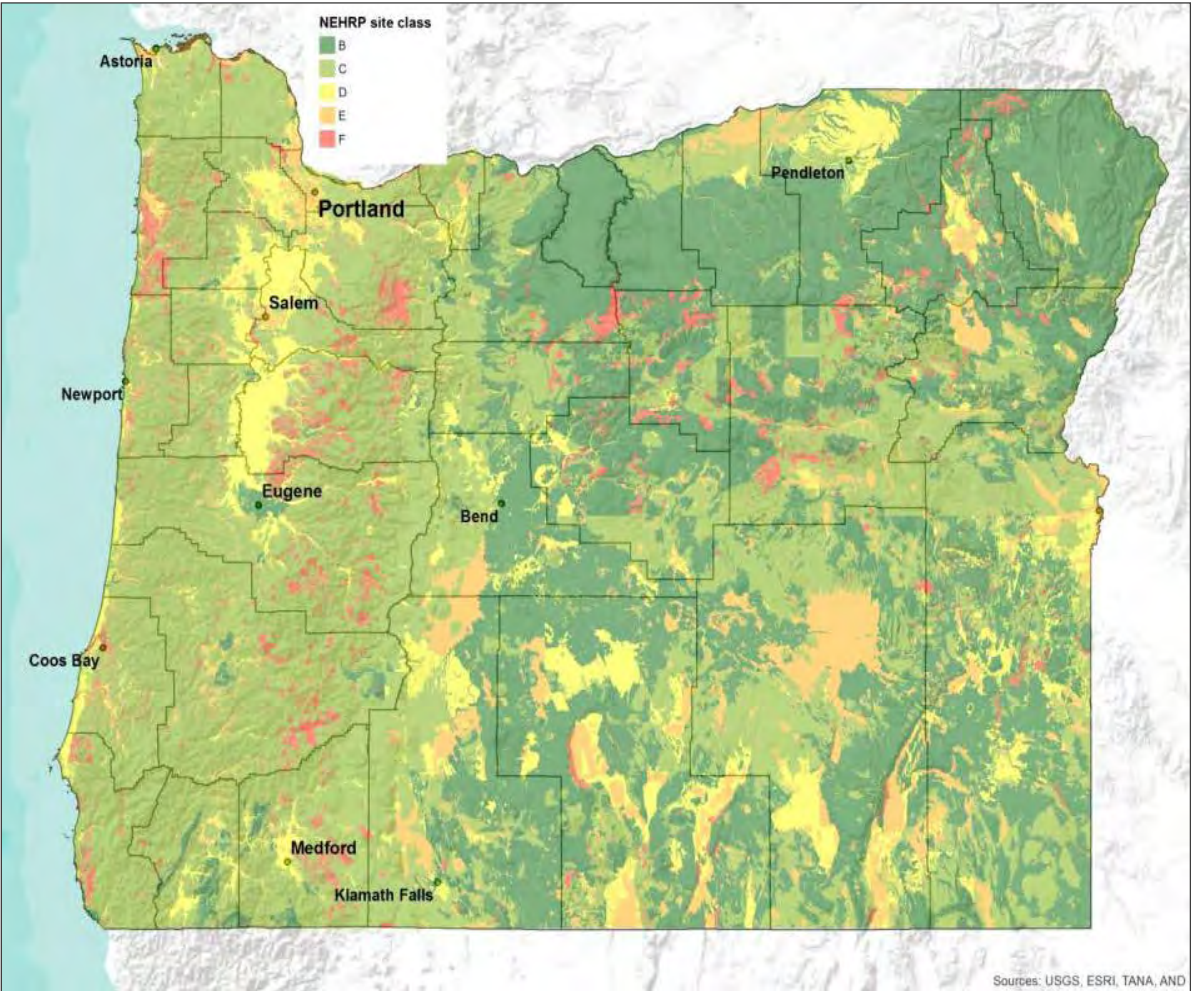 NEHRP site class
B
C
D
E
F
Astoria
Portland
Pendleton
Salem
Newport
Eugene
Bend
Coos Bay
Medford
Klamath Falls
Sources: USGS, ESRI, TANA, AND